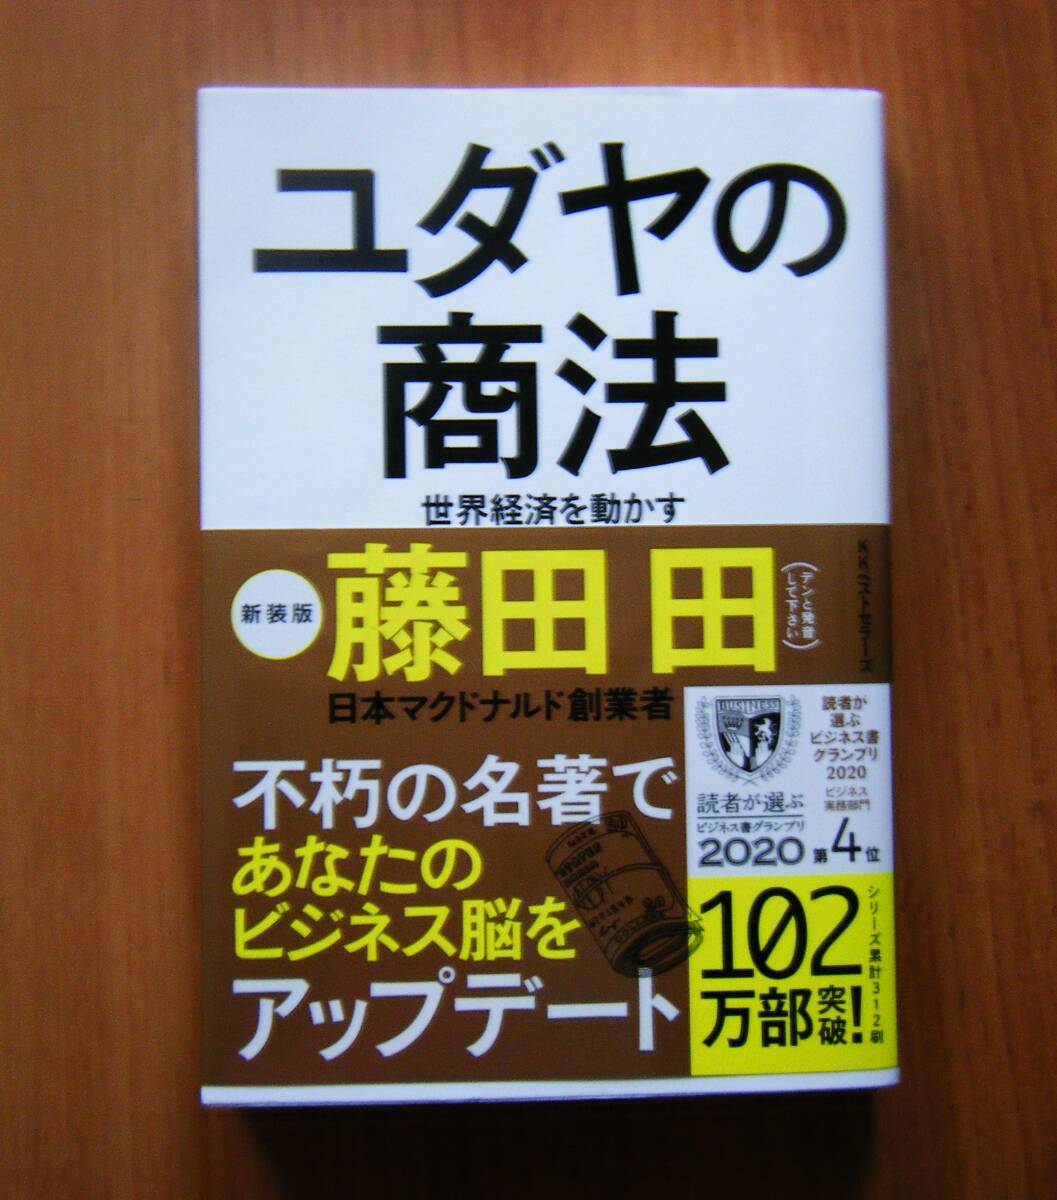 ユダヤの
商法
世界経済を動かす
新装版
藤田 田
(デンと発音
して下さい)
KKベストセラーズ
日本マクドナルド創業者
不朽の名著で
あなたの
ビジネス脳を
アップデート
BUSINESS
読者が選ぶ
ビジネス書グランプリ
2020
読者が
選ぶ
ビジネス書
グランプリ
2020
ビジネス
実務部門
第4位
シリーズ累計312刷
102
万部突破!